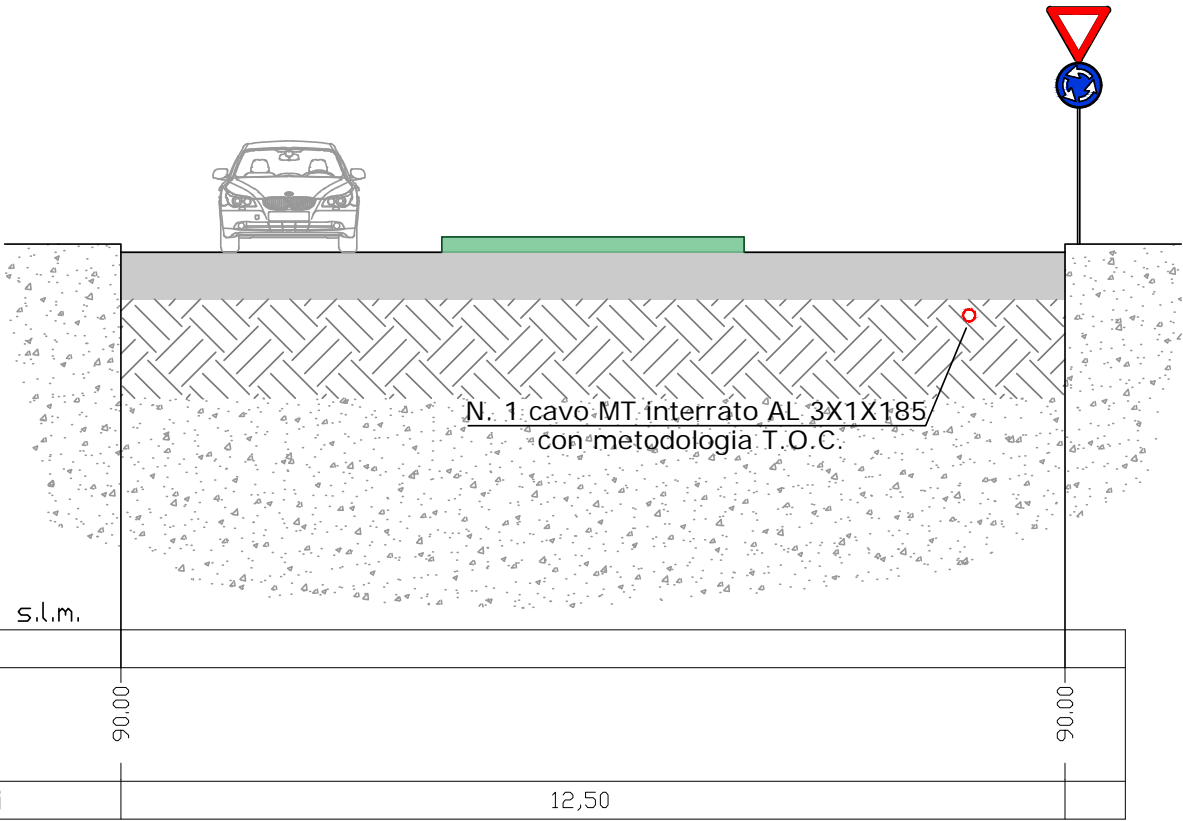 N. 1 cavo MT interrato AL 3X1X185
con metodologia T.O.C.
s.l.m.
90.00
90.00
12,50